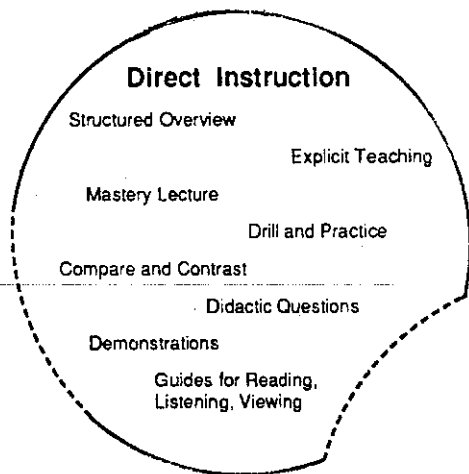 Direct Instruction
Structured Overview
Explicit Teaching
Mastery Lecture
Drill and Practice
Compare and Contrast
Didactic Questions
Demonstrations
Guides for Reading,
Listening, Viewing